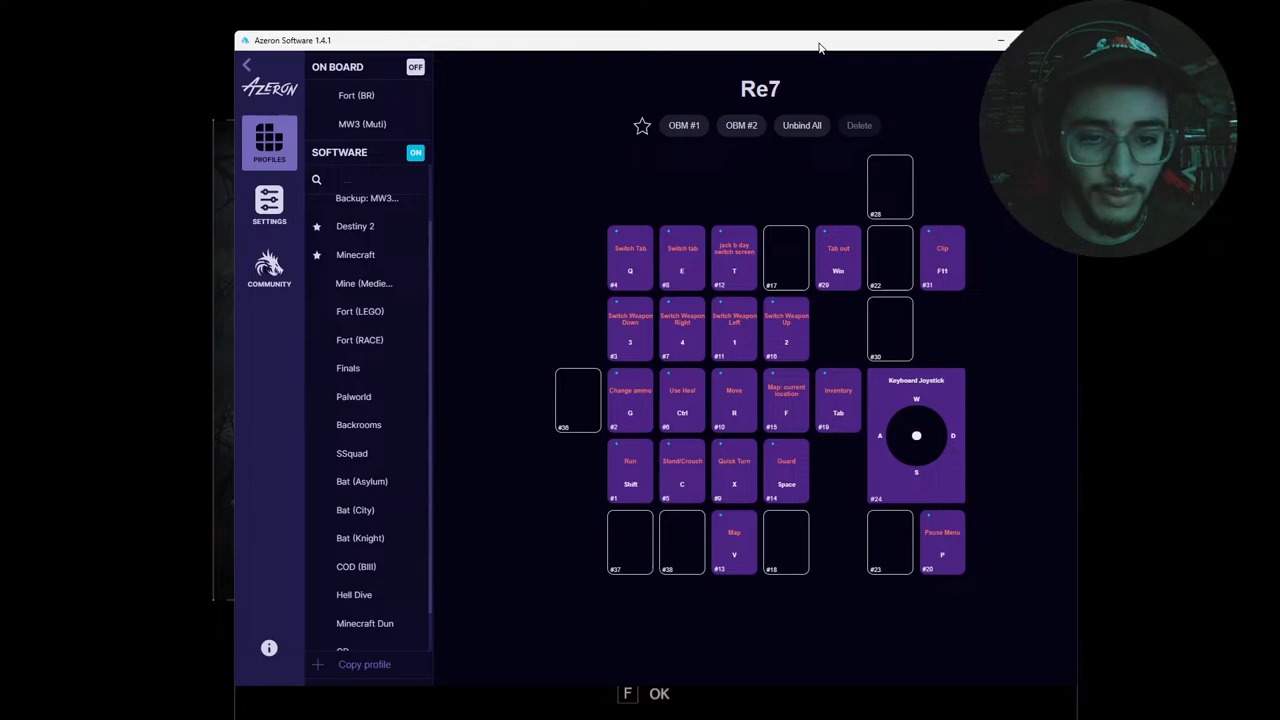 Azeron Software 1.4.1
AZERON
PROFILES
SETTINGS
COMMUNITY
ON BOARD OFF
Fort (BR)
MW3 (Muti)
SOFTWARE ON
...
Backup: MW3...
Destiny 2
Minecraft
Mine (Medie...
Fort (LEGO)
Fort (RACE)
Finals
Palworld
Backrooms
SSquad
Bat (Asylum)
Bat (City)
Bat (Knight)
COD (BIII)
Hell Dive
Minecraft Dun
Copy profile
Re7
OBM #1 OBM #2 Unbind All Delete
#28
Switch Tab
Q
#4
Switch tab
E
#8
jack b day switch screen
T
#12
#17
Tab out
Win
#29
#22
Clip
F11
#31
Switch Weapon Down
3
#3
Switch Weapon Right
4
#7
Switch Weapon Left
1
#11
Switch Weapon Up
2
#16
#30
Change ammo
G
#2
Use Heal
Ctrl
#6
Move
R
#10
Map: current location
F
#15
Inventory
Tab
#19
Keyboard Joystick
W
A D
S
#24
Run
Shift
#1
Stand/Crouch
C
#5
Quick Turn
X
#9
Guard
Space
#14
#37
#38
Map
V
#13
#18
#23
Pause Menu
P
#20
F OK